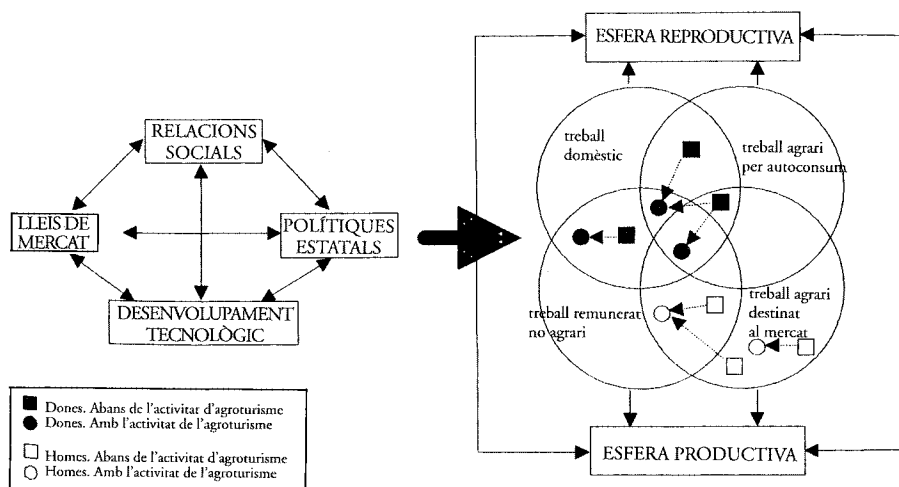 RELACIONS
SOCIALS
LLEIS DE
MERCAT
POLÍTIQUES
ESTATALS
DESENVOLUPAMENT
TECNOLÒGIC
Dones. Abans de l'activitat d'agroturisme
Dones. Amb l'activitat de l'agroturisme
Homes. Abans de l'activitat d'agroturisme
Homes. Amb l'activitat de l'agroturisme
ESFERA REPRODUCTIVA
treball
domèstic
treball agrari
per autoconsum
treball remunerat
no agrari
treball agrari
destinat
al mercat
ESFERA PRODUCTIVA